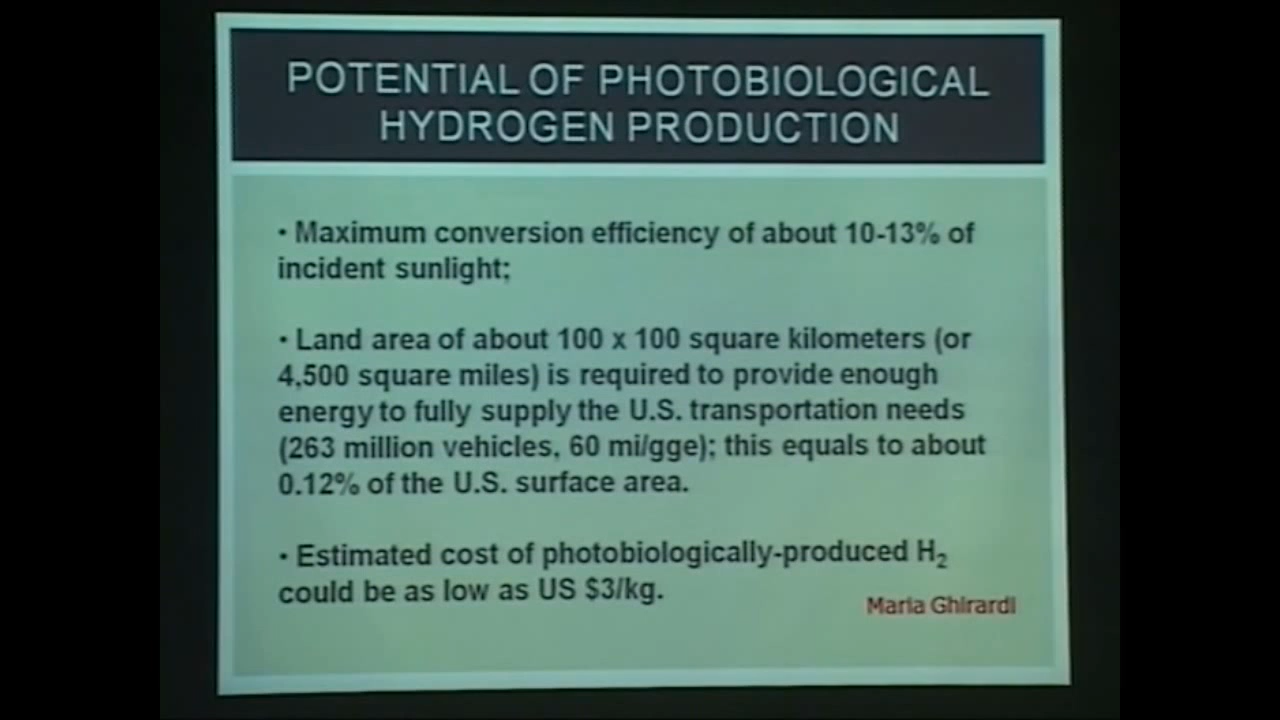 POTENTIAL OF PHOTOBIOLOGICAL
HYDROGEN PRODUCTION
• Maximum conversion efficiency of about 10-13% of
incident sunlight;
• Land area of about 100 x 100 square kilometers (or
4,500 square miles) is required to provide enough
energy to fully supply the U.S. transportation needs
(263 million vehicles, 60 mi/gge); this equals to about
0.12% of the U.S. surface area.
• Estimated cost of photobiologically-produced H₂
could be as low as US $3/kg.
Maria Ghirardi